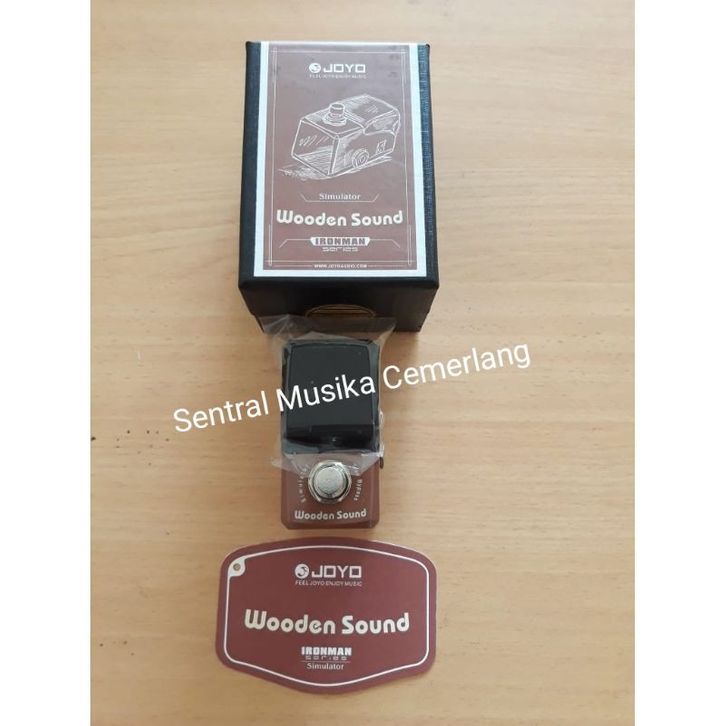 JOYO
FEEL JOYO ENJOY MUSIC
Simulator
Wooden Sound
IRONMAN
series
WWW.JOYOAUDIO.COM
Sentral Musika Cemerlang
Simulator
Bypass
Wooden Sound
JOYO
FEEL JOYO ENJOY MUSIC
Wooden Sound
IRONMAN
series
Simulator